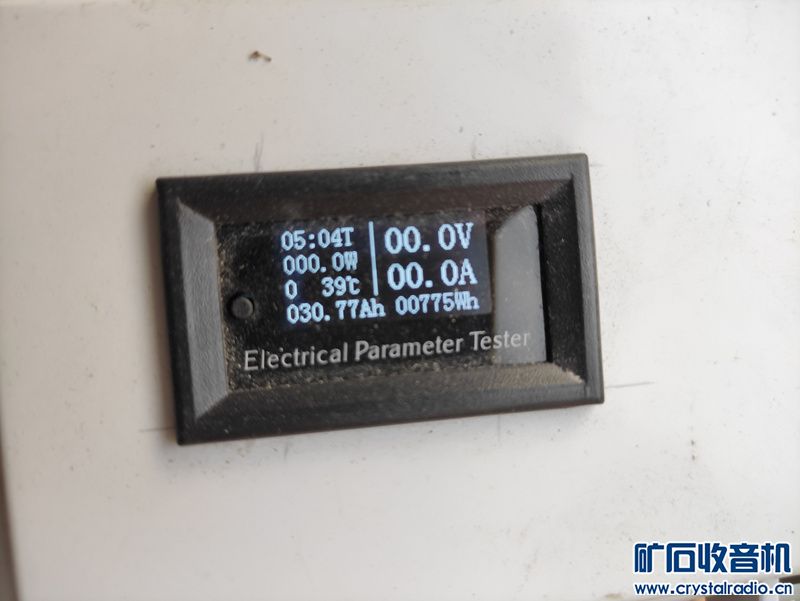 05:04T
000.0W
0 39℃
00.0V
00.0A
030.77Ah 00775Wh
Electrical Parameter Tester
矿石收音机
www.crystalradio.cn